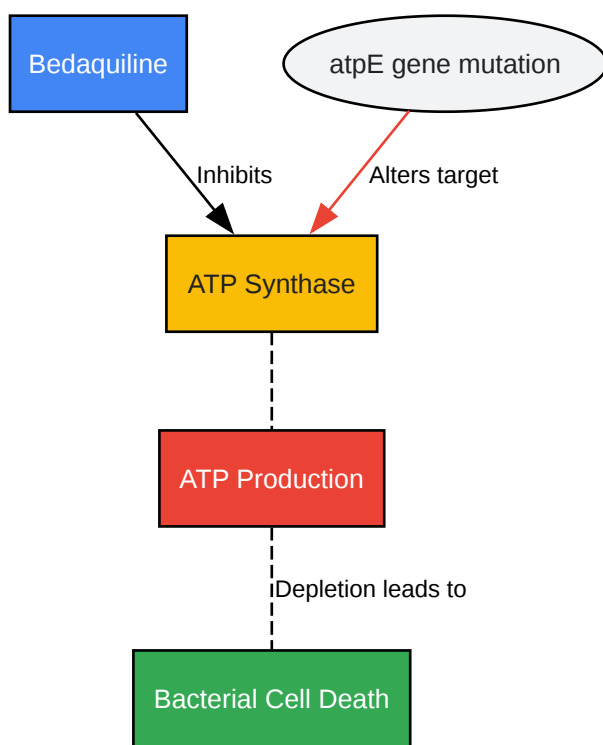 Bedaquiline
atpE gene mutation
Inhibits
Alters target
ATP Synthase
ATP Production
Depletion leads to
Bacterial Cell Death